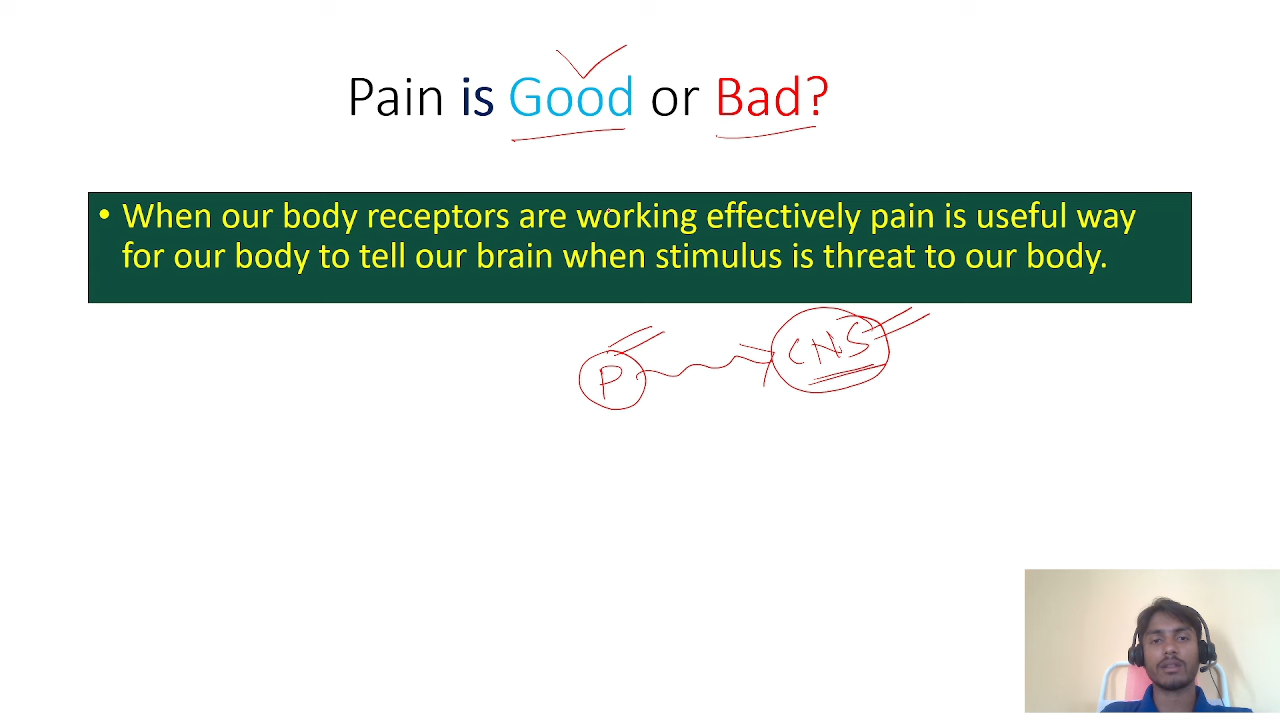 Pain is Good or Bad?
• When our body receptors are working effectively pain is useful way
for our body to tell our brain when stimulus is threat to our body.
P CNS